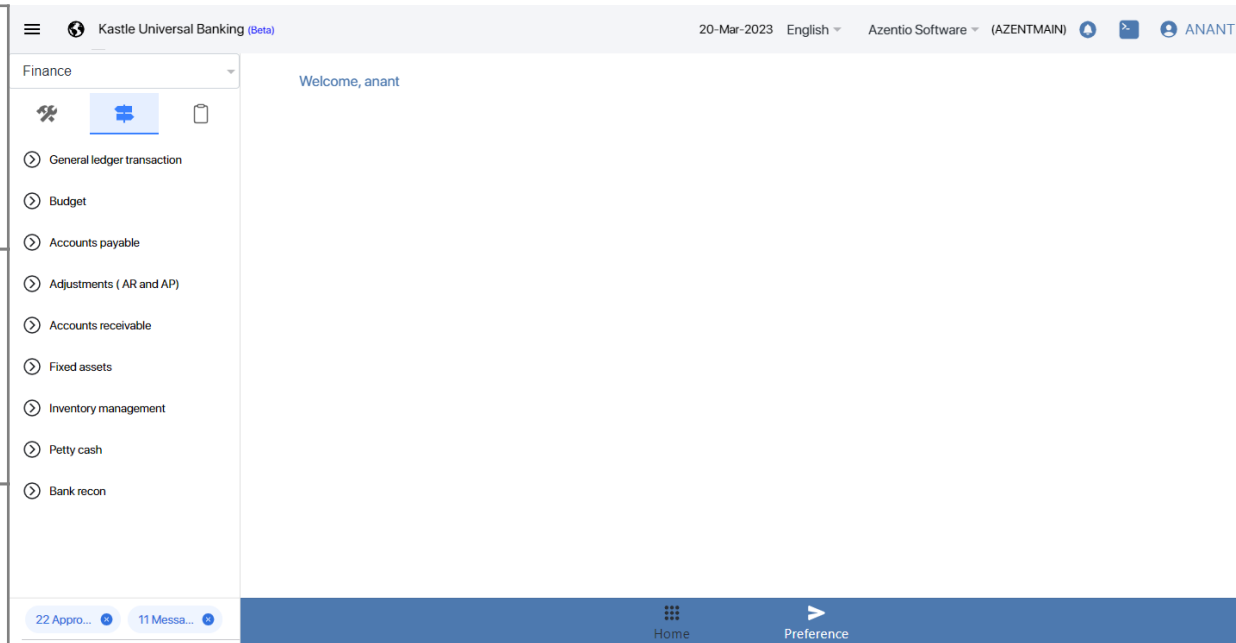 Kastle Universal Banking (Beta)
20-Mar-2023 English Azentio Software (AZENTMAIN) ANANT
Finance
Welcome, anant
General ledger transaction
Budget
Accounts payable
Adjustments ( AR and AP)
Accounts receivable
Fixed assets
Inventory management
Petty cash
Bank recon
22 Appro... 11 Messa...
Home Preference